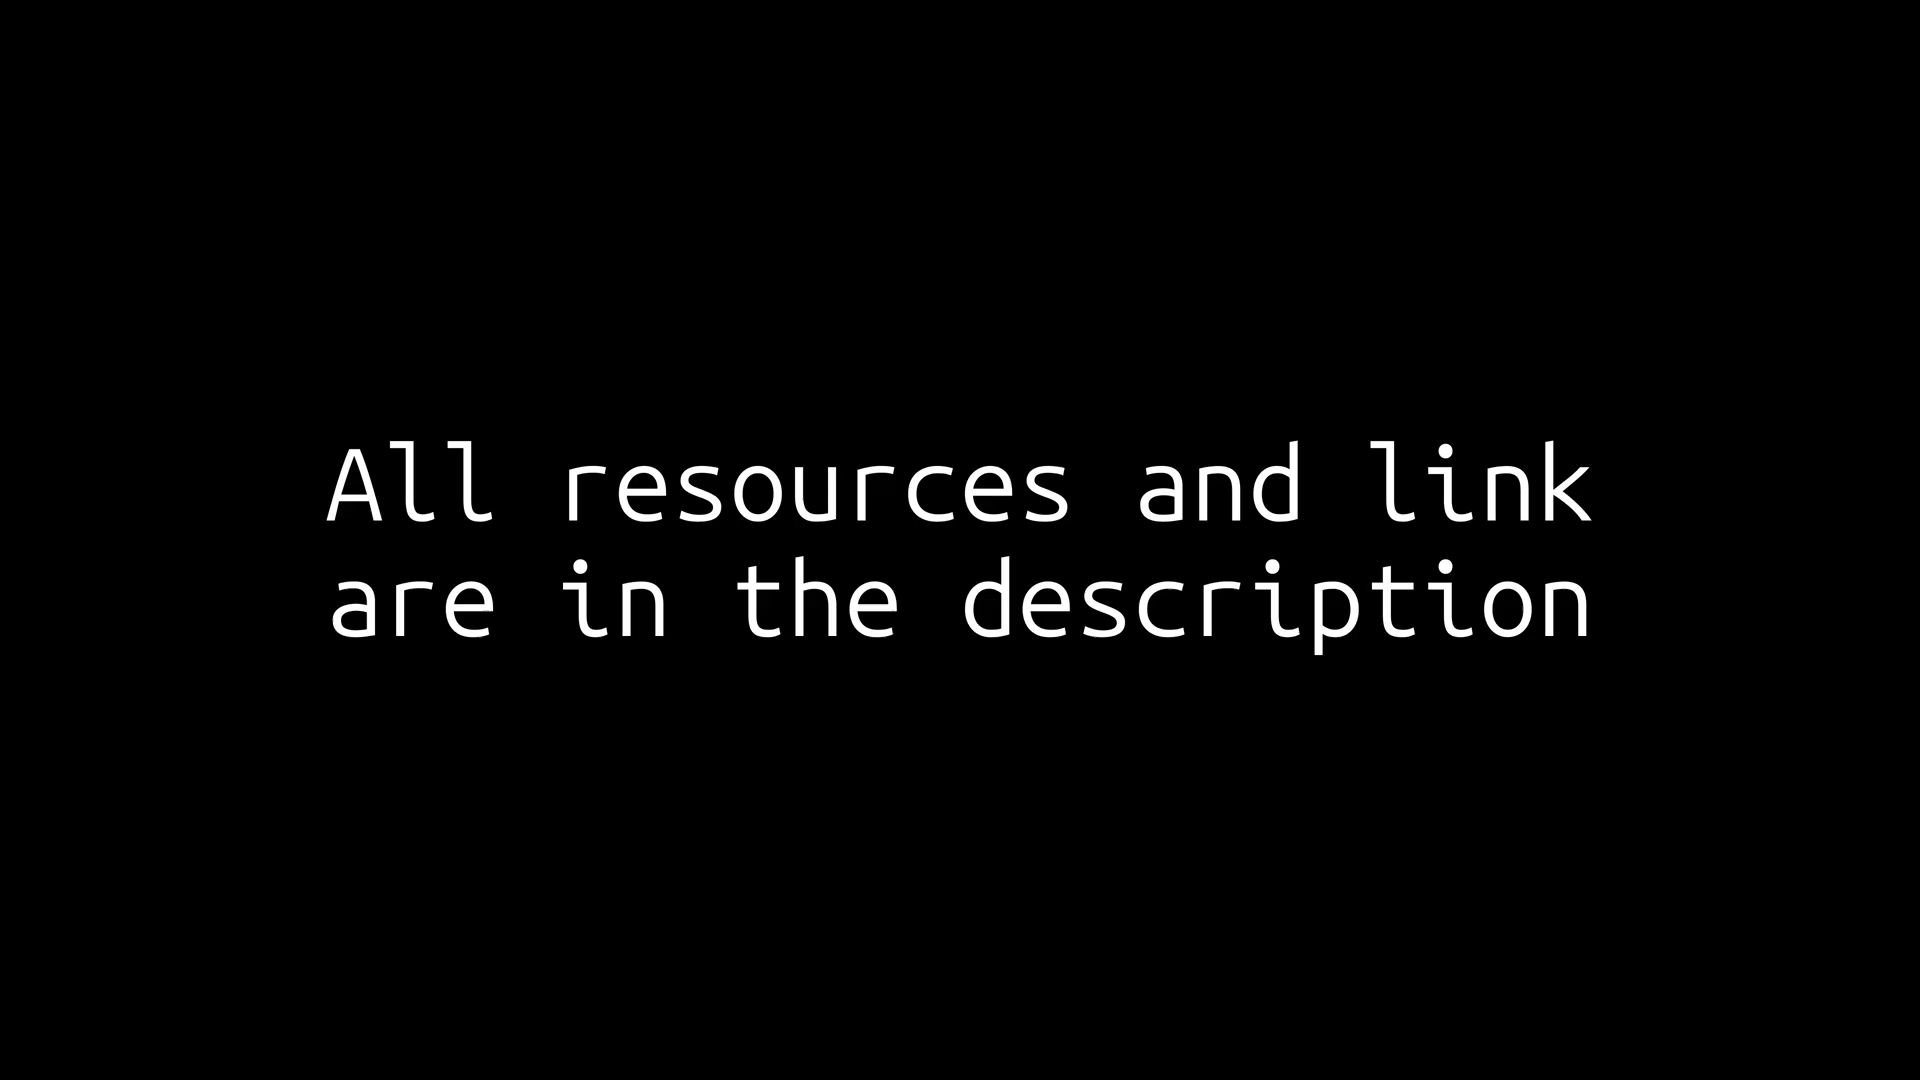 All resources and link
are in the description